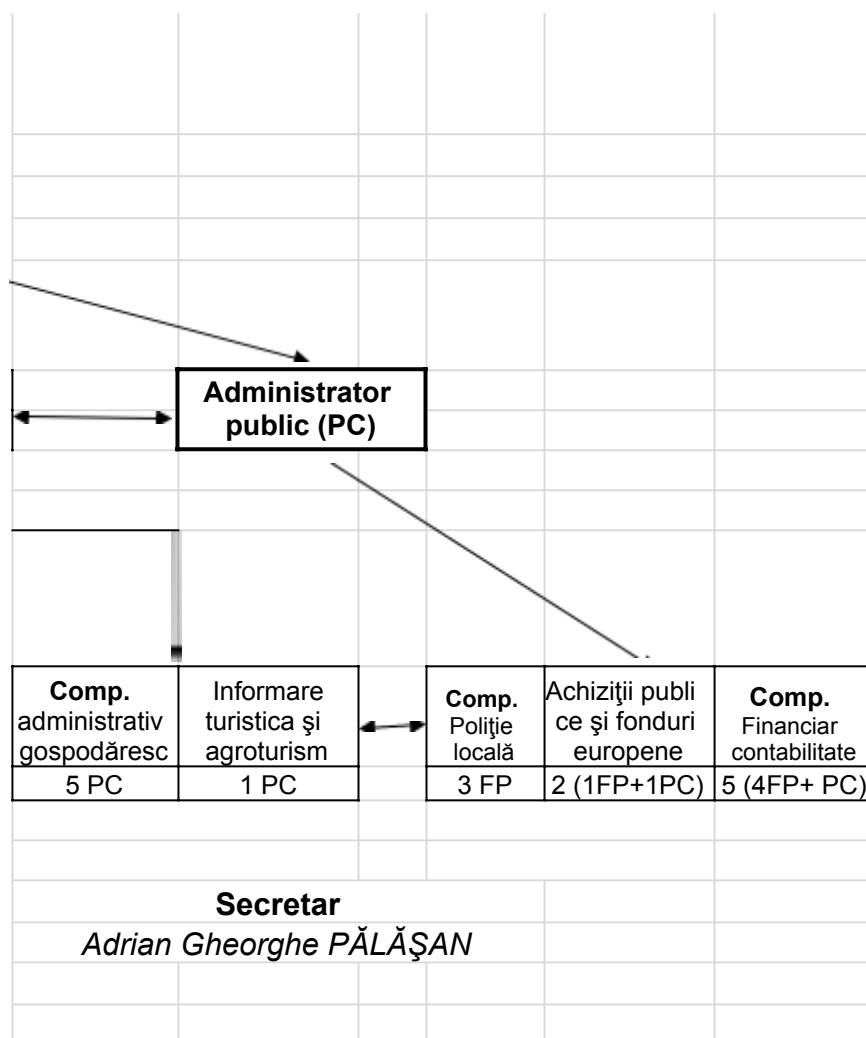 Administrator
public (PC)
Comp.
administrativ
gospodăresc
5 PC
Informare
turistica şi
agroturism
1 PC
Comp.
Poliţie
locală
3 FP
Achiziţii publi
ce şi fonduri
europene
2 (1FP+1PC)
Comp.
Financiar
contabilitate
5 (4FP+ PC)
Secretar
Adrian Gheorghe PĂLĂŞAN